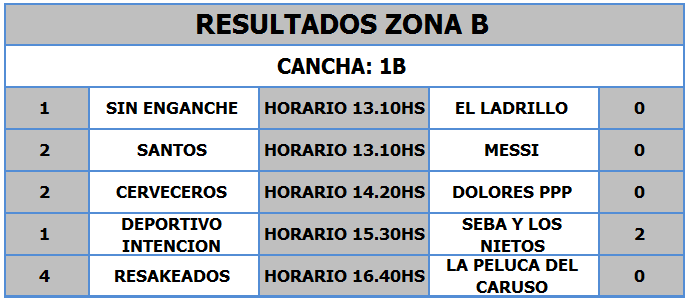 RESULTADOS ZONA B
CANCHA: 1B
1 SIN ENGANCHE HORARIO 13.10HS EL LADRILLO 0
2 SANTOS HORARIO 13.10HS MESSI 0
2 CERVECEROS HORARIO 14.20HS DOLORES PPP 0
1 DEPORTIVO INTENCION HORARIO 15.30HS SEBA Y LOS NIETOS 2
4 RESAKEADOS HORARIO 16.40HS LA PELUCA DEL CARUSO 0